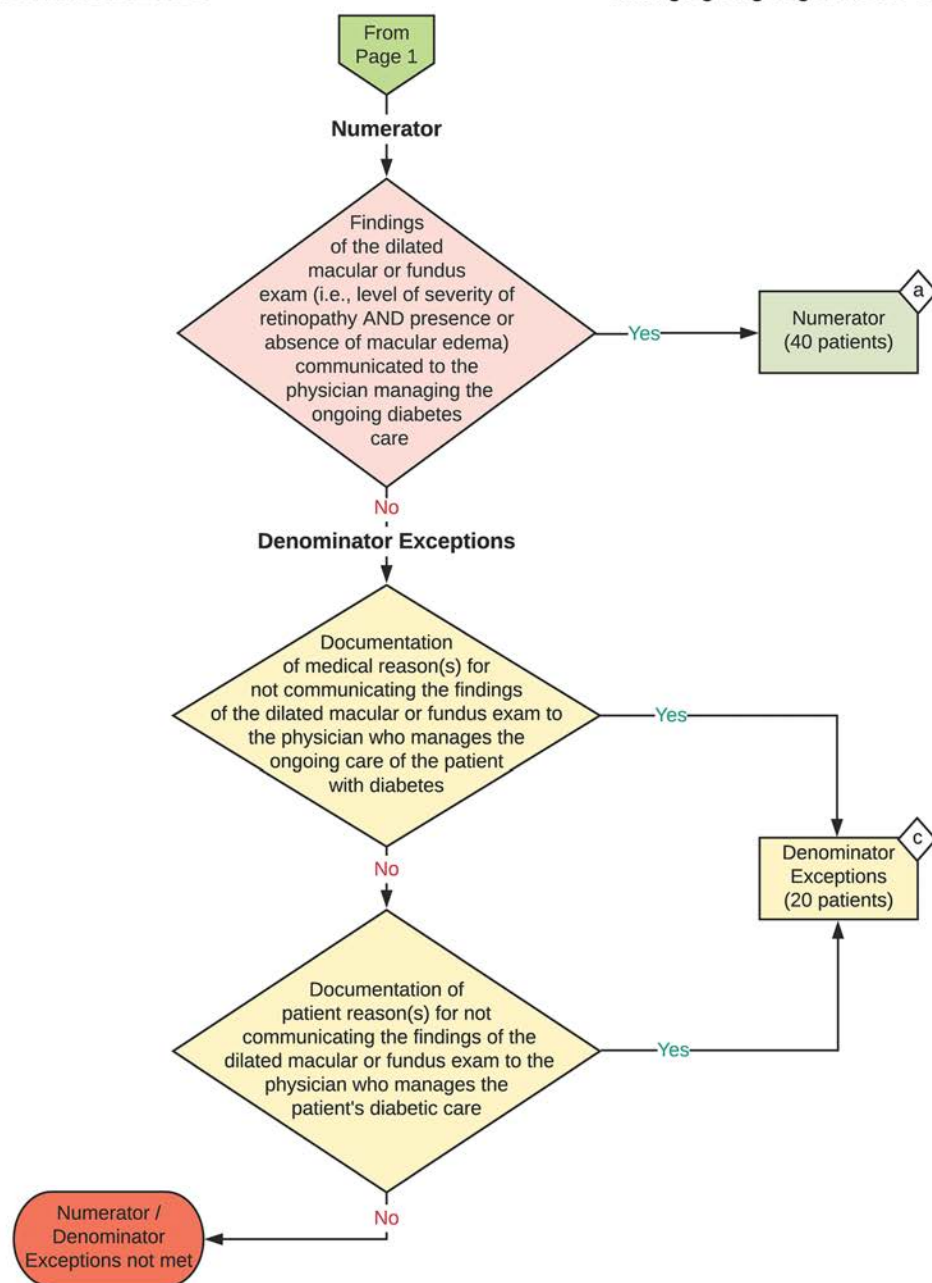 From
Page 1
Numerator
Findings
of the dilated
macular or fundus
exam (i.e., level of severity of
retinopathy AND presence or
absence of macular edema)
communicated to the
physician managing the
ongoing diabetes
care
Yes
a
Numerator
(40 patients)
No
Denominator Exceptions
Documentation
of medical reason(s) for
not communicating the findings
of the dilated macular or fundus exam to
the physician who manages the
ongoing care of the patient
with diabetes
Yes
c
Denominator
Exceptions
(20 patients)
No
Documentation of
patient reason(s) for not
communicating the findings of the
dilated macular or fundus exam to the
physician who manages the
patient's diabetic care
Yes
No
Numerator /
Denominator
Exceptions not met